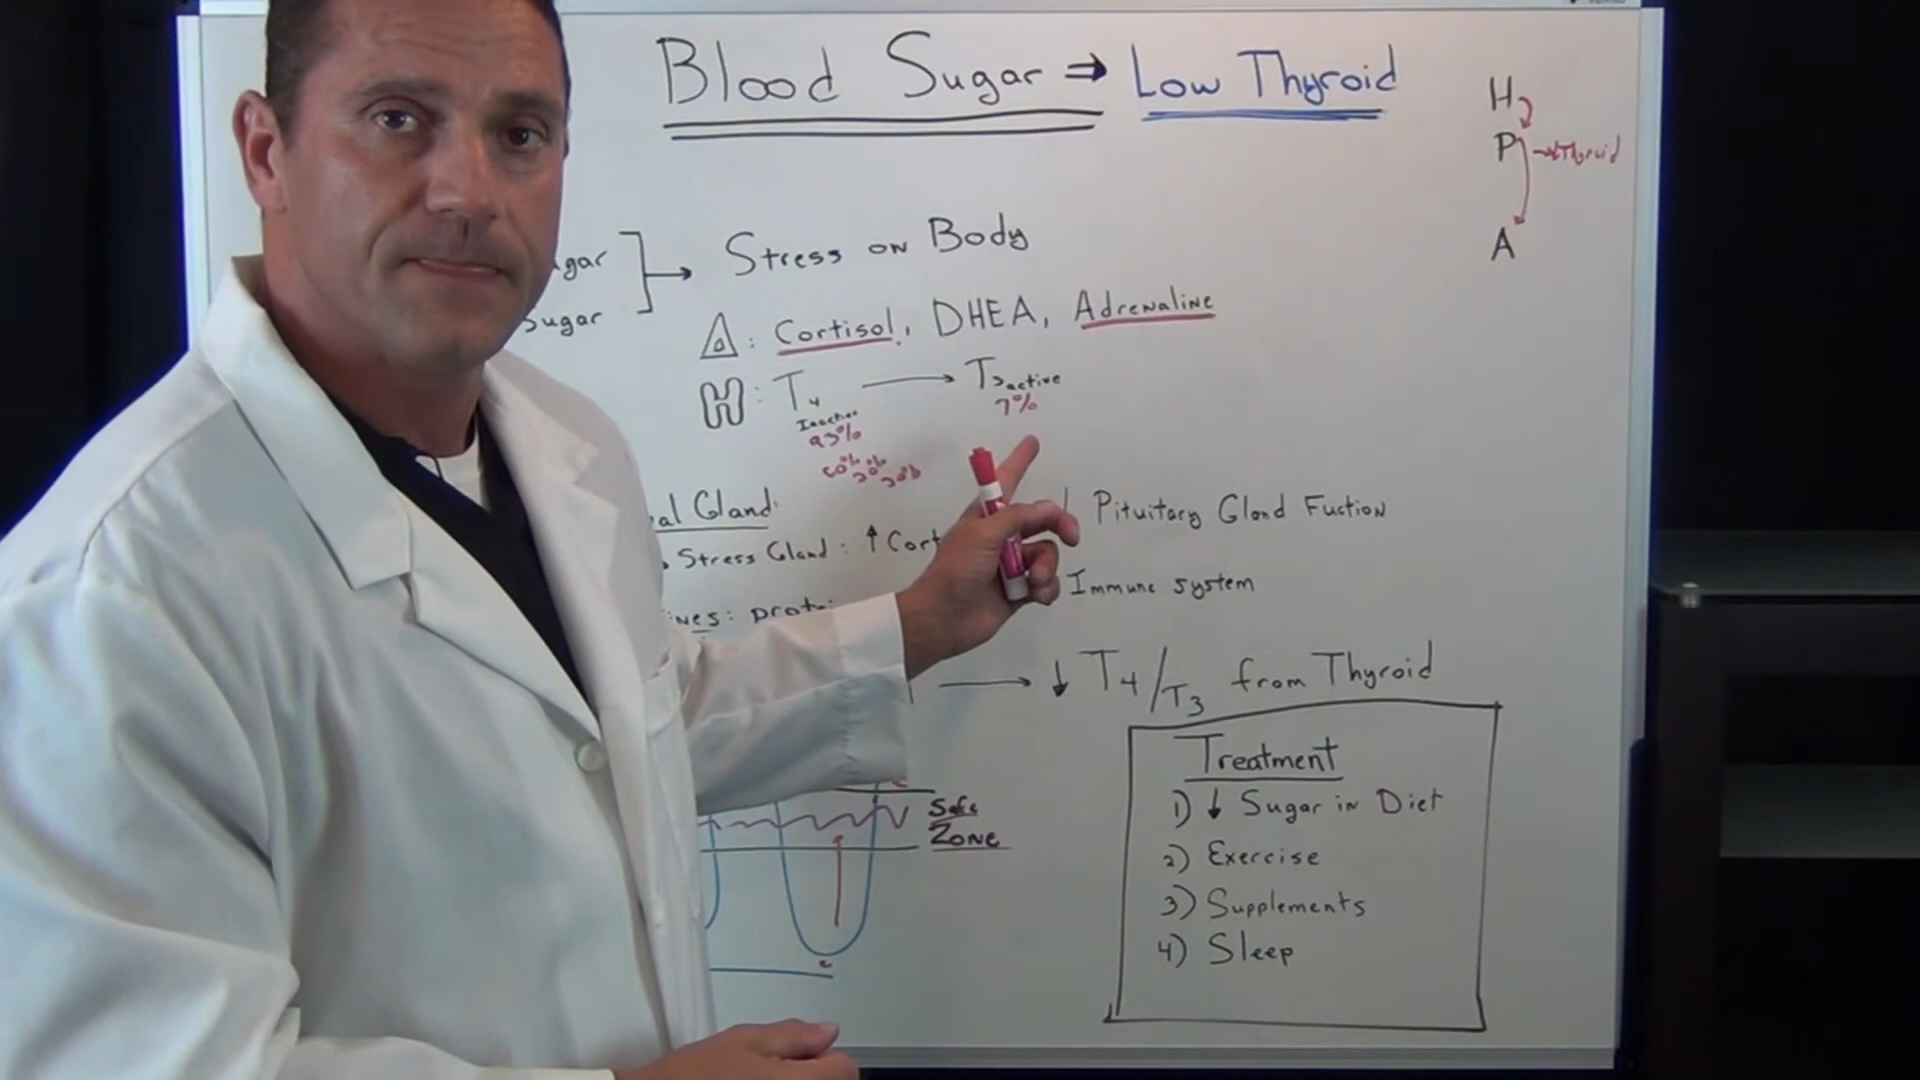 Blood Sugar ⇒ Low Thyroid
H
P → Thyroid
A
gar
Sugar
→ Stress on Body
Δ: Cortisol, DHEA, Adrenaline
H: T4 → T3 active
Inactive
93%
7%
60% 20% 20%
al Gland:
Stress Gland: ↑ Cort
↓ Pituitary Gland Fuction
Immune system
nes: prot
→ ↓ T4/T3 from Thyroid
Safe
Zone
Treatment
1) ↓ Sugar in Diet
2) Exercise
3) Supplements
4) Sleep